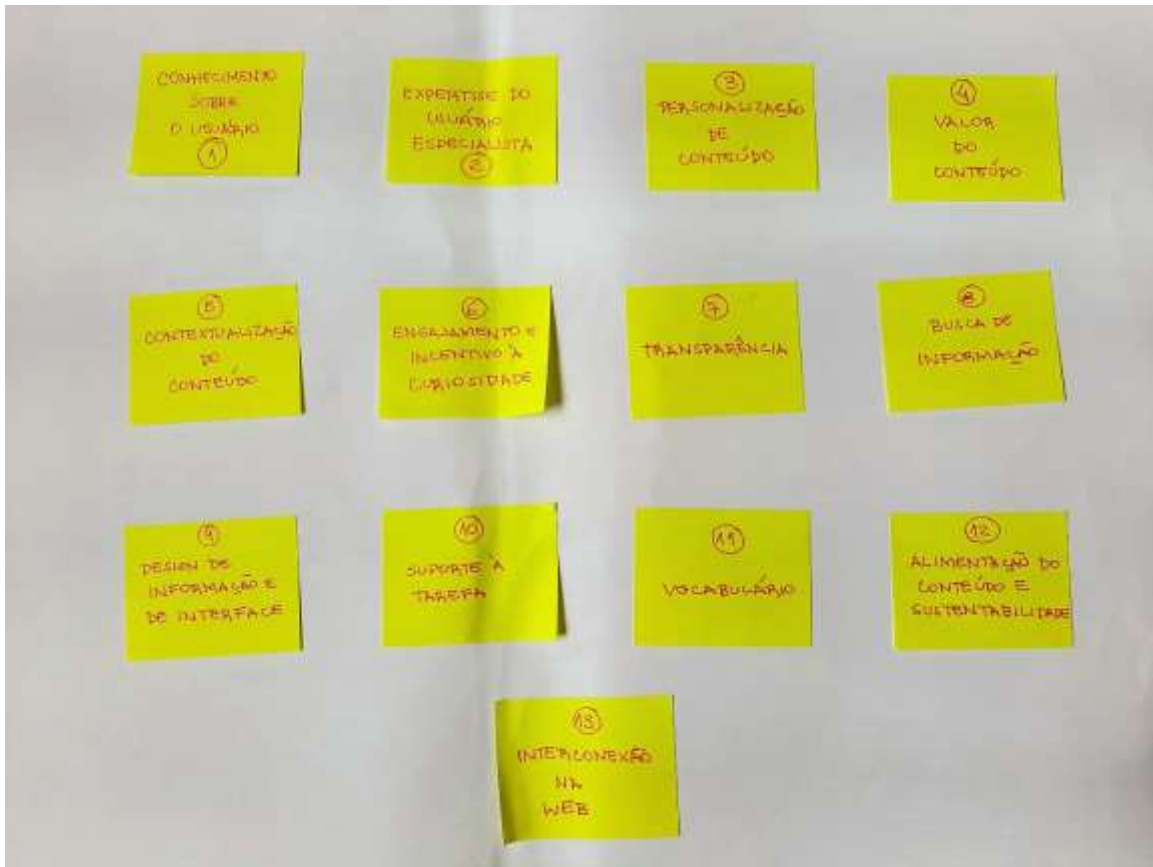 CONHECIMENTO
SOBRE
O USUÁRIO
1
EXPERTISE DO
USUÁRIO
ESPECIALISTA
2
3
PERSONALIZAÇÃO
DE
CONTEÚDO
4
VALOR
DO
CONTEÚDO
5
CONTEXTUALIZAÇÃO
DO
CONTEÚDO
6
ENGAJAMENTO E
INCENTIVO À
CURIOSIDADE
7
TRANSPARÊNCIA
8
BUSCA DE
INFORMAÇÃO
9
DESIGN DE
INFORMAÇÃO E
DE INTERFACE
10
SUPORTE À
TAREFA
11
VOCABULÁRIO
12
ALIMENTAÇÃO DO
CONTEÚDO E
SUSTENTABILIDADE
13
INTERCONEXÃO
NA
WEB